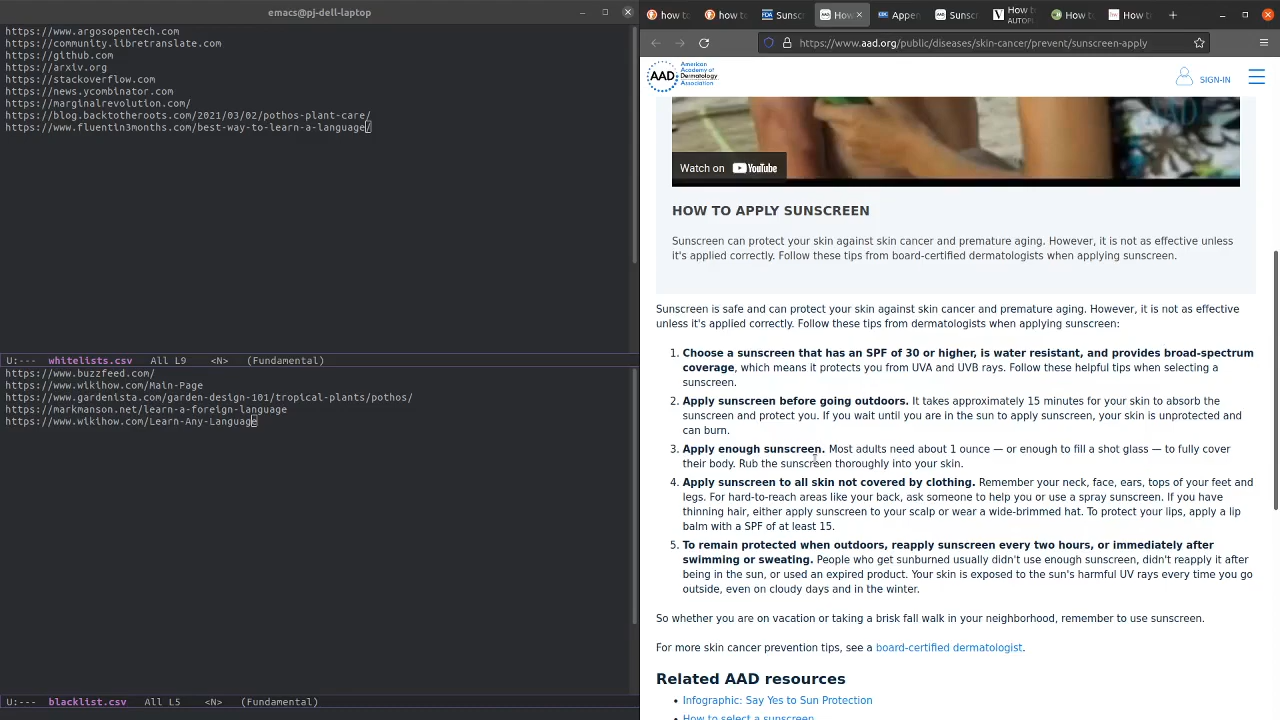 emacs@pj-dell-laptop
https://www.argosopentech.com
https://community.libretranslate.com
https://github.com
https://arxiv.org
https://stackoverflow.com
https://news.ycombinator.com
https://marginalrevolution.com/
https://blog.backtotheroots.com/2021/03/02/pothos-plant-care/
https://www.fluentin3months.com/best-way-to-learn-a-language/
U:--- whitelists.csv All L9 <N> (Fundamental)
https://www.buzzfeed.com/
https://www.wikihow.com/Main-Page
https://www.gardenista.com/garden-design-101/tropical-plants/pothos/
https://markmanson.net/learn-a-foreign-language
https://www.wikihow.com/Learn-Any-Language
U:--- blacklist.csv All L5 <N> (Fundamental)
how to how to Sunscr How Appen Sunscr How t AUTOPL How t How t
https://www.aad.org/public/diseases/skin-cancer/prevent/sunscreen-apply
AAD American Academy of Dermatology Association SIGN-IN
Watch on YouTube
HOW TO APPLY SUNSCREEN
Sunscreen can protect your skin against skin cancer and premature aging. However, it is not as effective unless
it's applied correctly. Follow these tips from board-certified dermatologists when applying sunscreen.
Sunscreen is safe and can protect your skin against skin cancer and premature aging. However, it is not as effective
unless it's applied correctly. Follow these tips from dermatologists when applying sunscreen:
1. Choose a sunscreen that has an SPF of 30 or higher, is water resistant, and provides broad-spectrum
coverage, which means it protects you from UVA and UVB rays. Follow these helpful tips when selecting a
sunscreen.
2. Apply sunscreen before going outdoors. It takes approximately 15 minutes for your skin to absorb the
sunscreen and protect you. If you wait until you are in the sun to apply sunscreen, your skin is unprotected and
can burn.
3. Apply enough sunscreen. Most adults need about 1 ounce — or enough to fill a shot glass — to fully cover
their body. Rub the sunscreen thoroughly into your skin.
4. Apply sunscreen to all skin not covered by clothing. Remember your neck, face, ears, tops of your feet and
legs. For hard-to-reach areas like your back, ask someone to help you or use a spray sunscreen. If you have
thinning hair, either apply sunscreen to your scalp or wear a wide-brimmed hat. To protect your lips, apply a lip
balm with a SPF of at least 15.
5. To remain protected when outdoors, reapply sunscreen every two hours, or immediately after
swimming or sweating. People who get sunburned usually didn't use enough sunscreen, didn't reapply it after
being in the sun, or used an expired product. Your skin is exposed to the sun's harmful UV rays every time you go
outside, even on cloudy days and in the winter.
So whether you are on vacation or taking a brisk fall walk in your neighborhood, remember to use sunscreen.
For more skin cancer prevention tips, see a board-certified dermatologist.
Related AAD resources
• Infographic: Say Yes to Sun Protection
• How to select a sunscreen